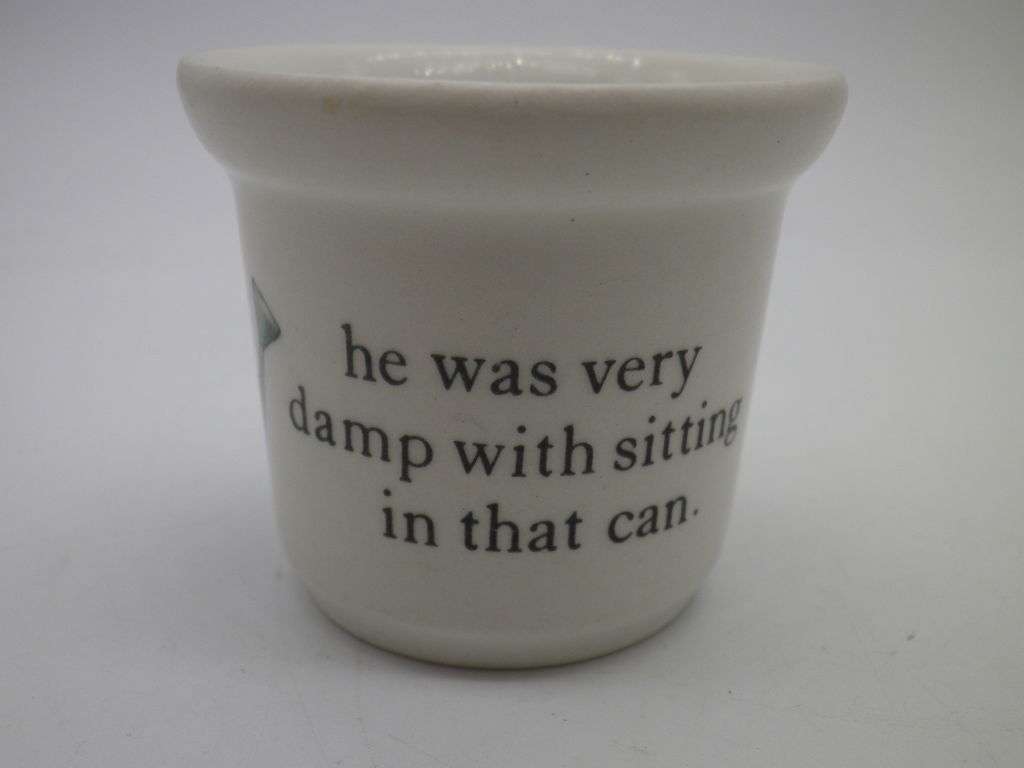 he was very
damp with sitting
in that can.